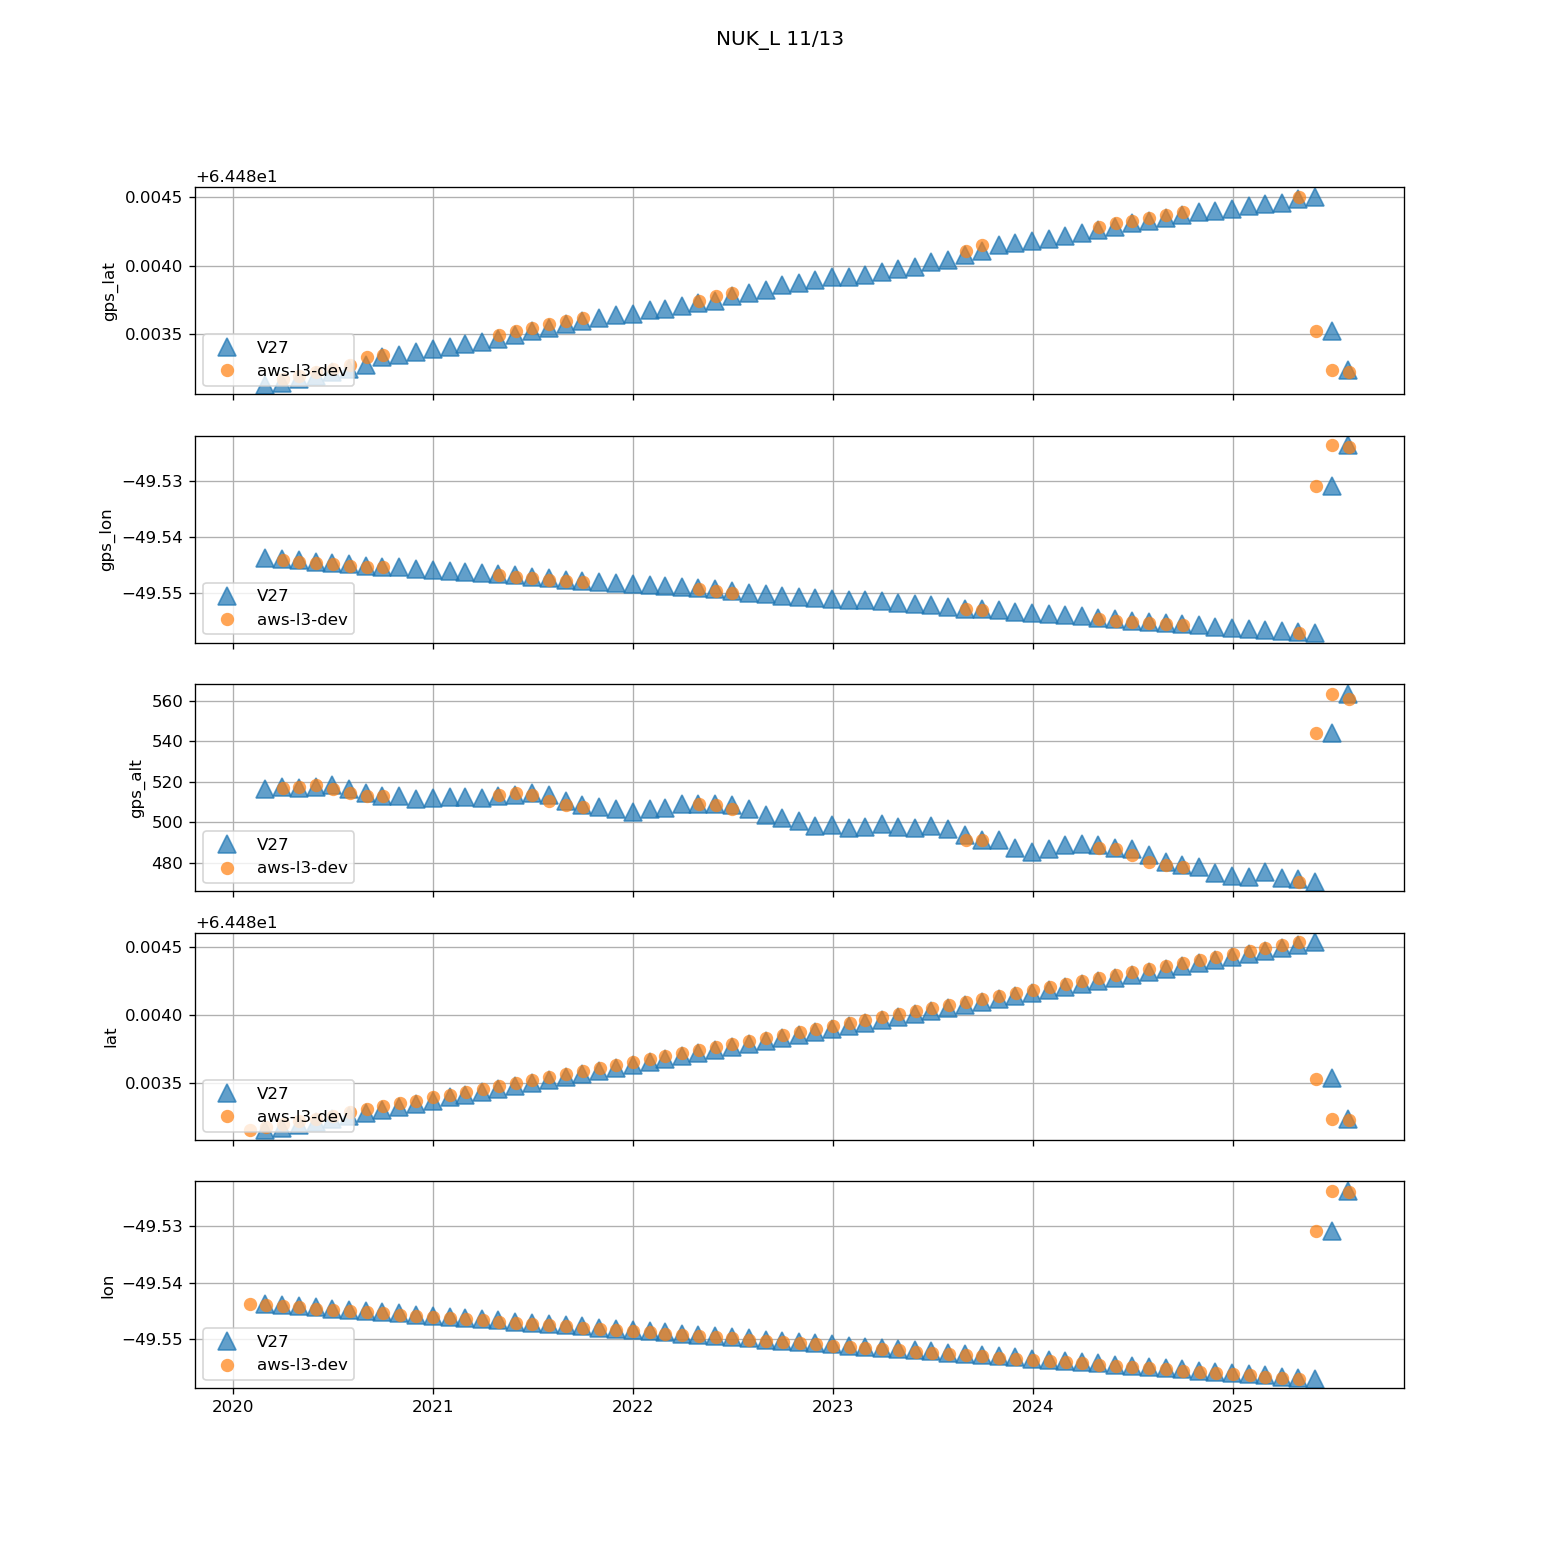 NUK_L 11/13
+6.448e1
0.0045
0.0040
0.0035
gps_lat
V27
aws-l3-dev
−49.53
−49.54
−49.55
gps_lon
V27
aws-l3-dev
560
540
520
500
480
gps_alt
V27
aws-l3-dev
+6.448e1
0.0045
0.0040
0.0035
lat
V27
aws-l3-dev
−49.53
−49.54
−49.55
lon
V27
aws-l3-dev
2020 2021 2022 2023 2024 2025